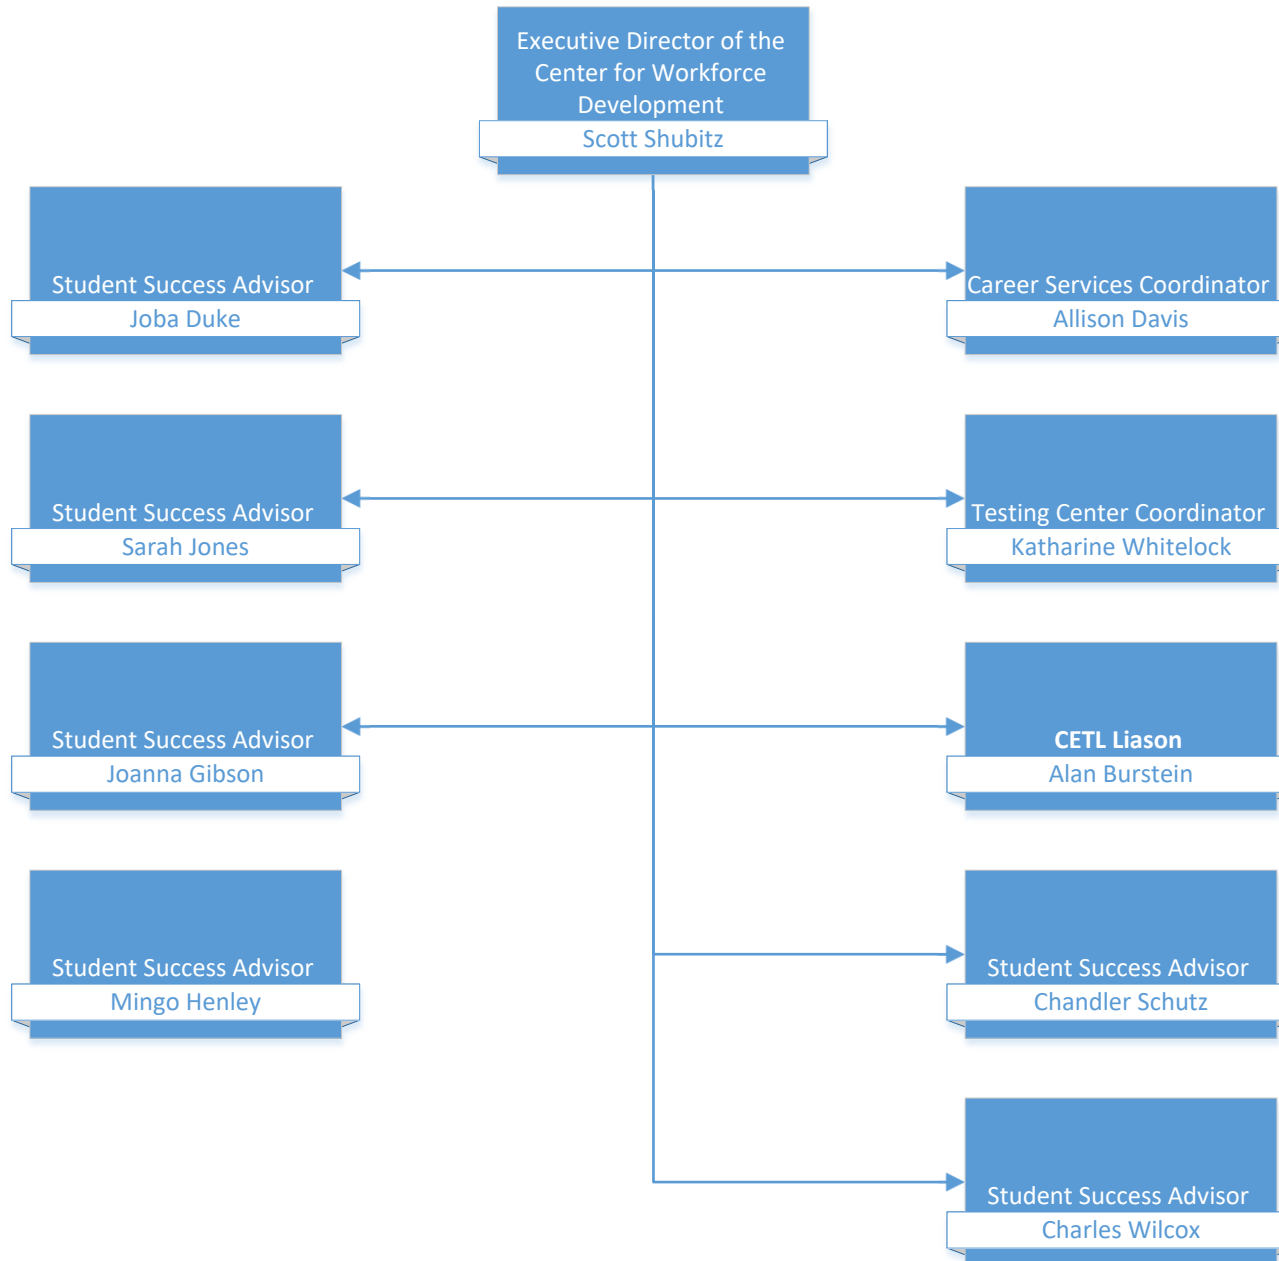 Executive Director of the
Center for Workforce
Development
Scott Shubitz
Student Success Advisor
Joba Duke
Career Services Coordinator
Allison Davis
Student Success Advisor
Sarah Jones
Testing Center Coordinator
Katharine Whitelock
Student Success Advisor
Joanna Gibson
CETL Liason
Alan Burstein
Student Success Advisor
Mingo Henley
Student Success Advisor
Chandler Schutz
Student Success Advisor
Charles Wilcox